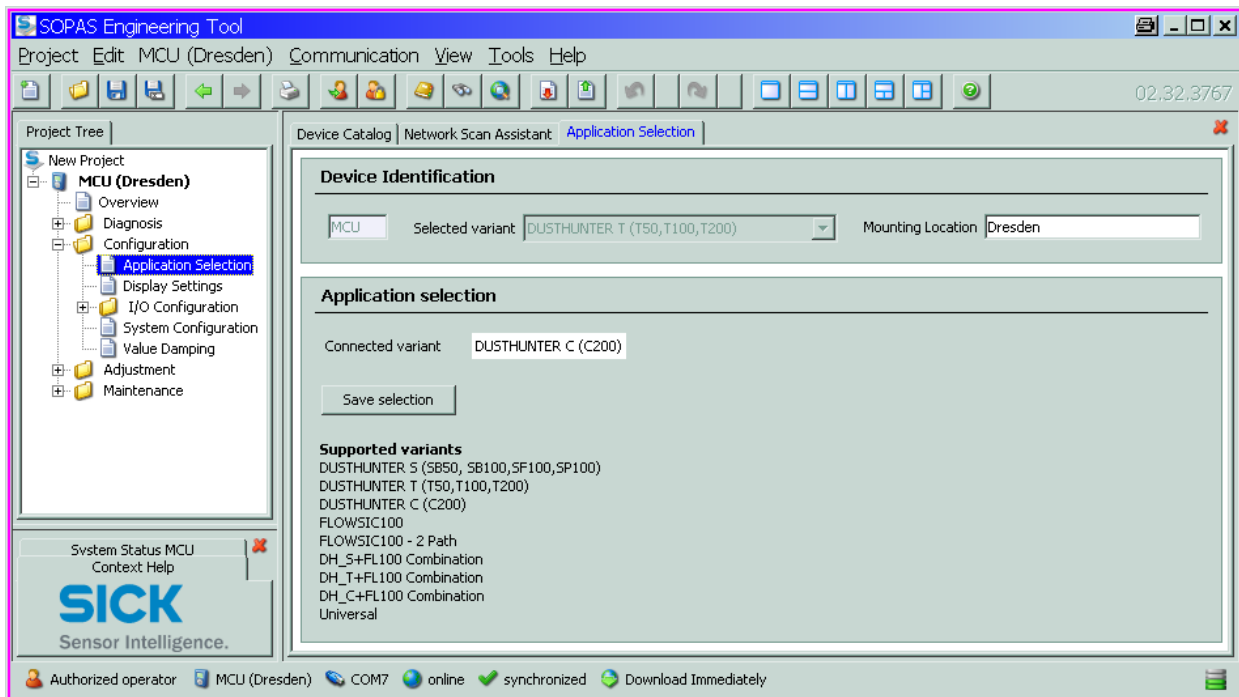 SOPAS Engineering Tool
Project Edit MCU (Dresden) Communication View Tools Help
02.32.3767
Project Tree
Device Catalog Network Scan Assistant Application Selection
New Project
MCU (Dresden)
Overview
Diagnosis
Configuration
Application Selection
Display Settings
I/O Configuration
System Configuration
Value Damping
Adjustment
Maintenance
Device Identification
MCU Selected variant DUSTHUNTER T (T50,T100,T200) Mounting Location Dresden
Application selection
Connected variant DUSTHUNTER C (C200)
Save selection
Supported variants
DUSTHUNTER S (SB50, SB100,SF100,SP100)
DUSTHUNTER T (T50,T100,T200)
DUSTHUNTER C (C200)
FLOWSIC100
FLOWSIC100 - 2 Path
DH_S+FL100 Combination
DH_T+FL100 Combination
DH_C+FL100 Combination
Universal
System Status MCU
Context Help
SICK
Sensor Intelligence.
Authorized operator MCU (Dresden) COM7 online synchronized Download Immediately